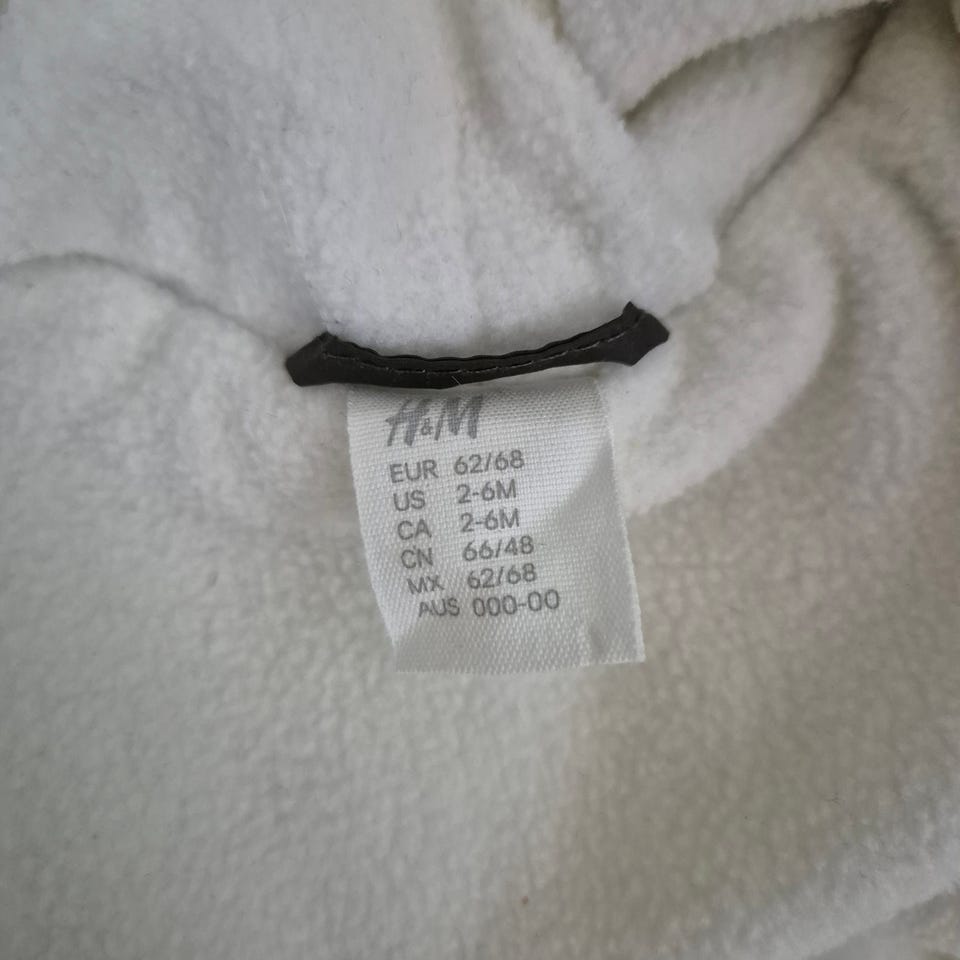 H&M
EUR 62/68
US 2-6M
CA 2-6M
CN 66/48
MX 62/68
AUS 000-00